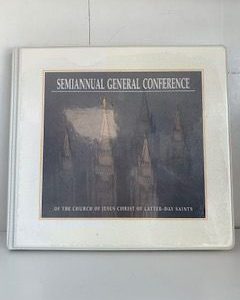 SEMIANNUAL GENERAL CONFERENCE
OF THE CHURCH OF JESUS CHRIST OF LATTER-DAY SAINTS